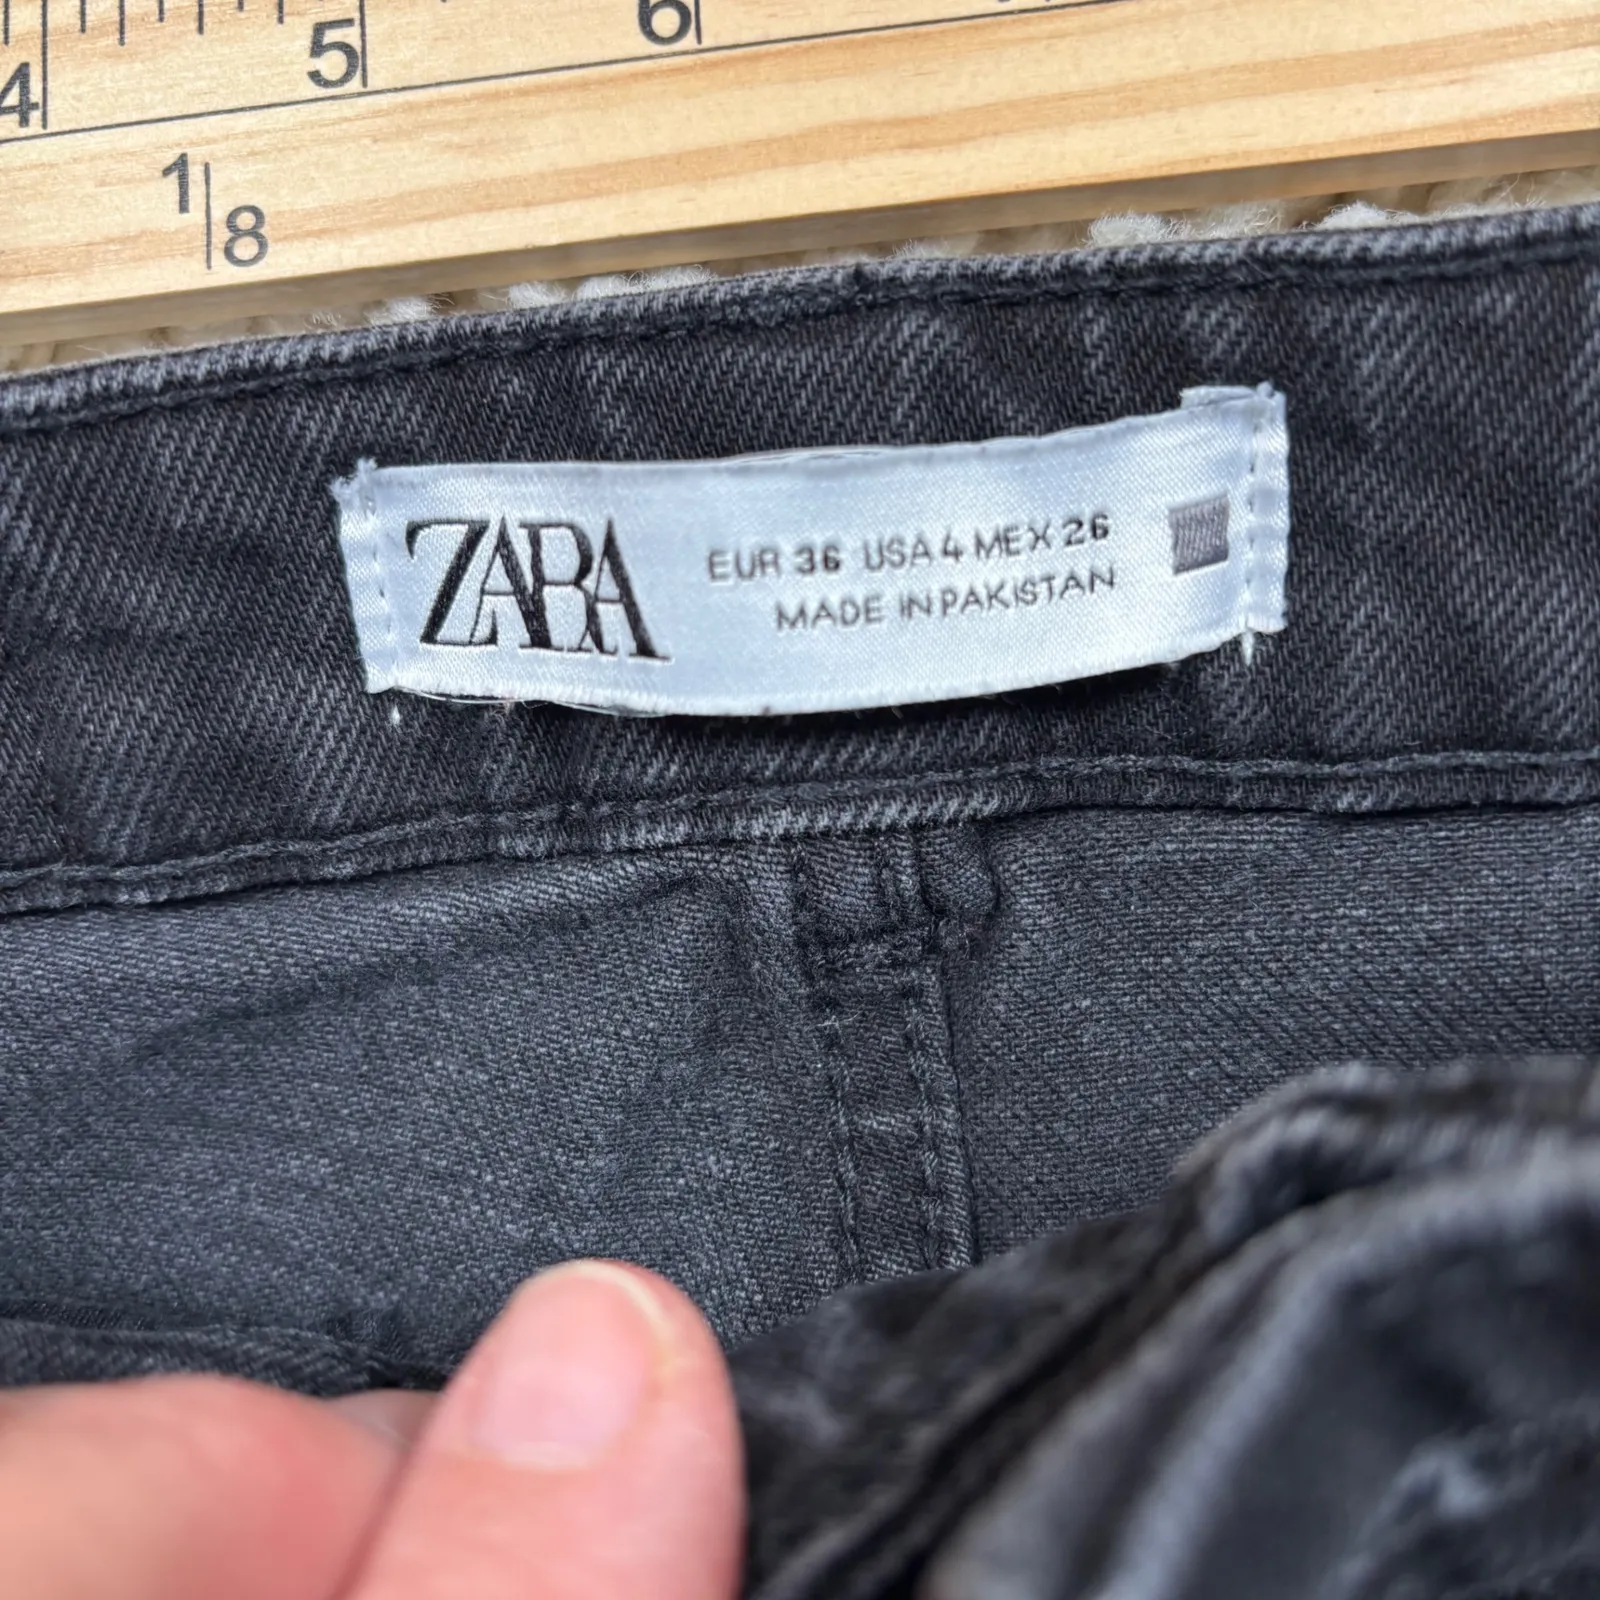 4 5 6
1|8
ZARA
EUR 36 USA 4 MEX 26
MADE IN PAKISTAN